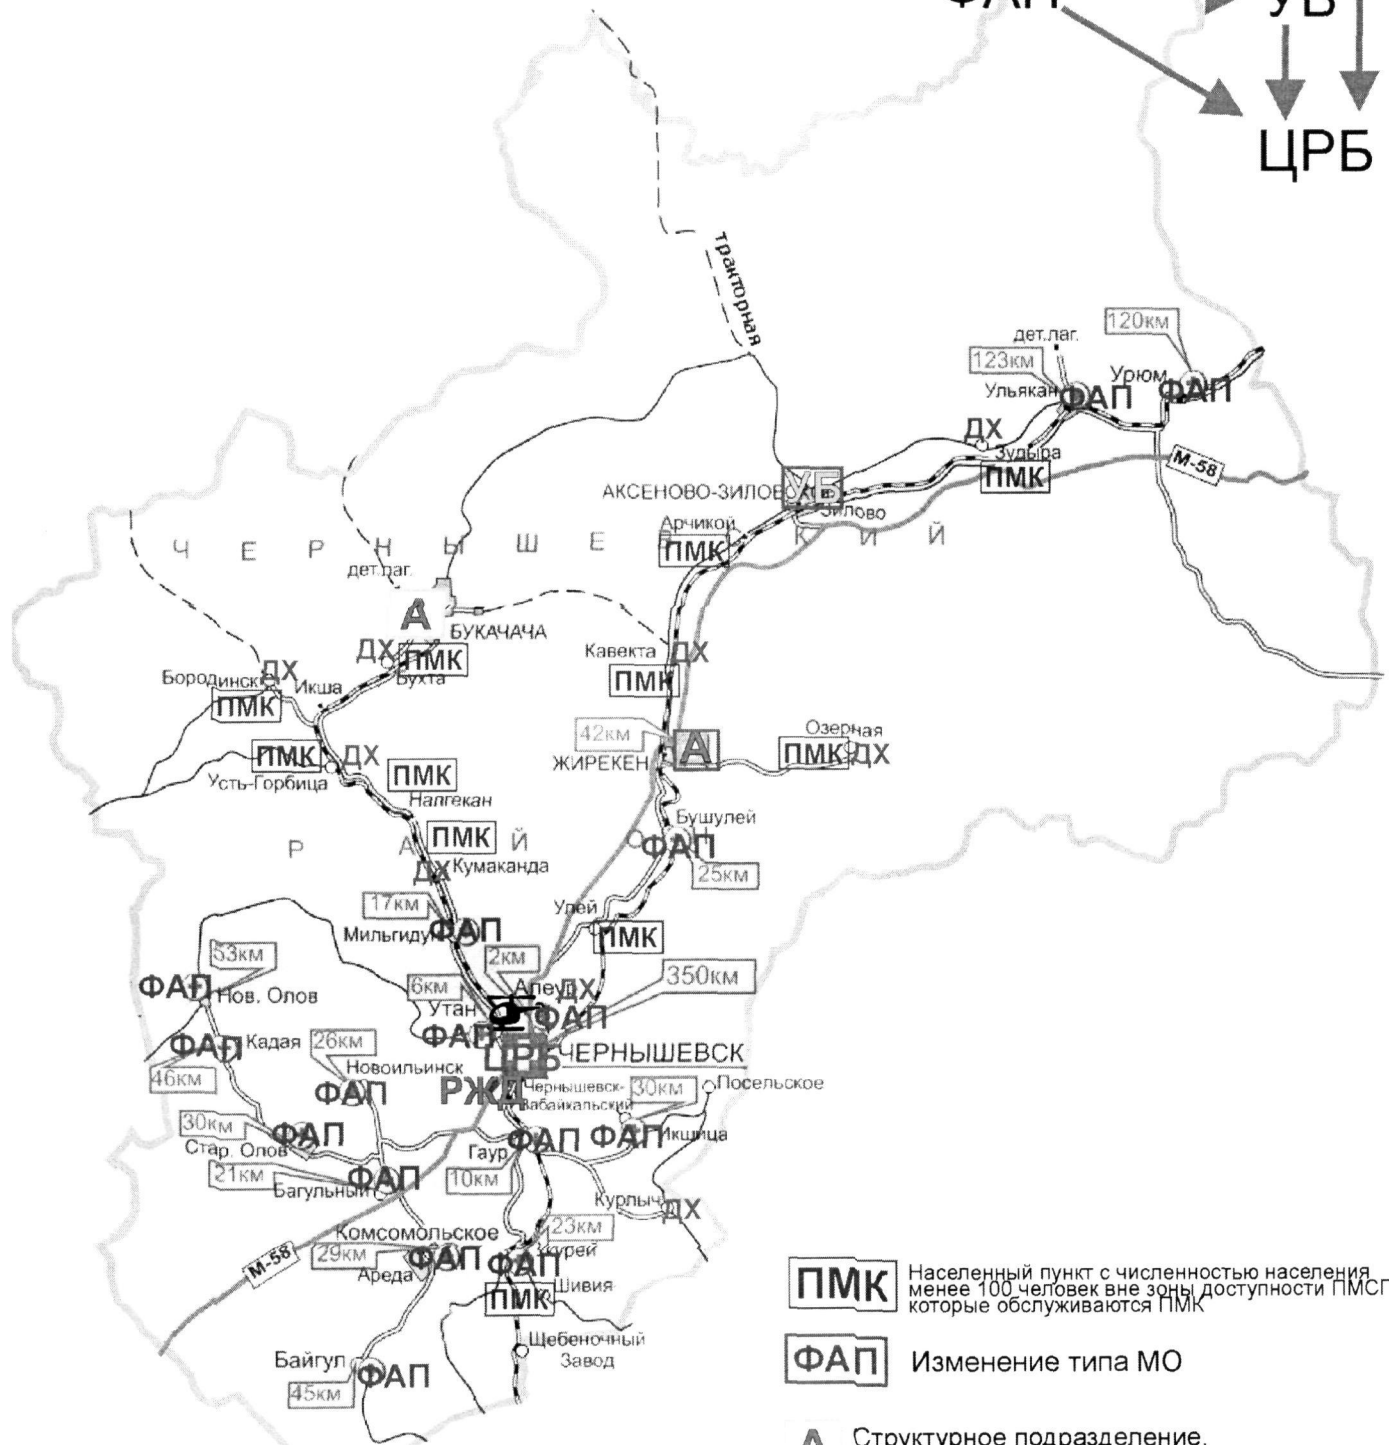 ФАП
УБ
ЦРБ
тракторная
120км
дет.лаг.
123км
Урюм
Ульякан
ФАП
ФАП
ДХ
Зудыра
ПМК
М-58
УБ
АКСЕНОВО-ЗИЛОВСКОЕ
Зилово
Арчикой
ПМК
ЧЕРНЫШЕВСКИЙ
дет.лаг.
А
БУКАЧАЧА
ДХ
ПМК
Бухта
Кавекта
ДХ
ПМК
Бородинск
ДХ
Икша
ПМК
42км
А
ЖИРЕКЕН
Озерная
ПМК
ДХ
ПМК
ДХ
Усть-Горбица
ПМК
Налгекан
ПМК
РАЙ
ДХ
Кумаканда
Бушулей
ФАП
25км
17км
Мильгидун
ФАП
Улей
ПМК
53км
ФАП
Нов. Олов
2км
350км
6км
Алеур
ДХ
Утан
ФАП
ФАП
ЦРБ
ЧЕРНЫШЕВСК
ФАП
Кадая
26км
46км
Новоильинск
ФАП
РЖД
Чернышевск-
Забайкальский
30км
Посельское
30км
ФАП
Стар. Олов
Гаур
ФАП
ФАП
Икшица
21км
ФАП
Багульный
10км
Курлыч
ДХ
Комсомольское
23км
29км
ФАП
Укурей
ФАП
Ареда
Шивия
ПМК
М-58
Щебеночный
Завод
Байгул
ФАП
45км
ПМК
Населенный пункт с численностью населения
менее 100 человек вне зоны доступности ПМСП
которые обслуживаются ПМК
ФАП
Изменение типа МО
А
Структурное подразделение,